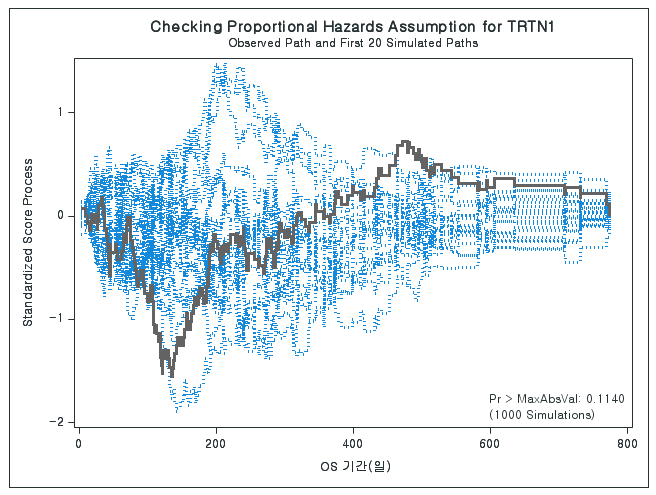 Checking Proportional Hazards Assumption for TRTN1
Observed Path and First 20 Simulated Paths
Standardized Score Process
1
0
-1
-2
Pr > MaxAbsVal: 0.1140
(1000 Simulations)
0 200 400 600 800
OS 기간(일)